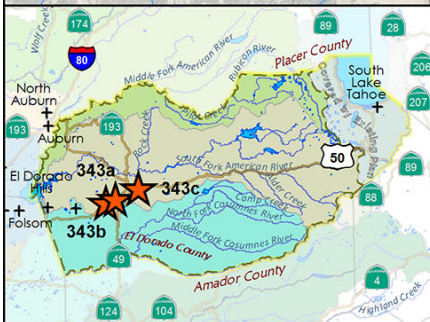 174
89
28
Wolf Creek
80
Placer County
Middle Fork American River
Rubicon River
South
Lake
Tahoe
206
207
North
Auburn
193
Auburn
193
Rock Creek
Pilot Creek
South Fork American River
50
89
343a
343c
El Dorado
Hills
343b
Folsom
88
Camp Creek
North Fork Cosumnes River
Middle Fork Cosumnes River
El Dorado County
49
Amador County
4
Highland Creek
124
104